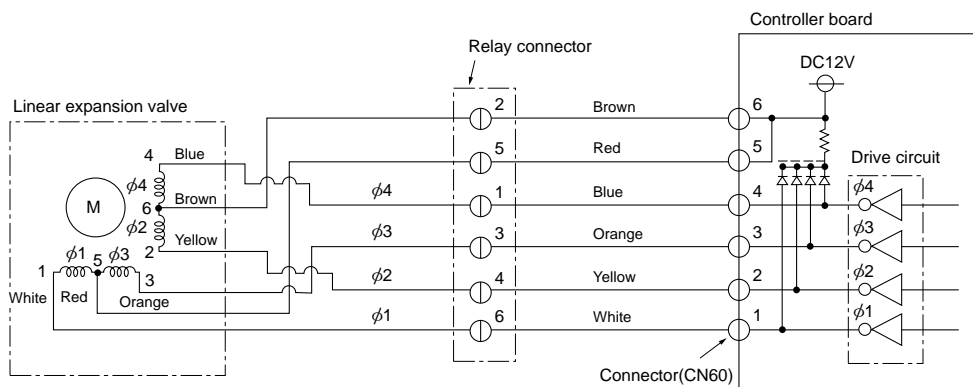 Controller board
Relay connector
DC12V
Linear expansion valve
2 Brown 6
5 Red 5
Drive circuit
4 Blue
ϕ4 1 Blue 4 ϕ4
ϕ4
M 6 Brown
ϕ2
ϕ3 3 Orange 3 ϕ3
2 Yellow
ϕ1 5 ϕ3
ϕ2 4 Yellow 2 ϕ2
1 3
White Red Orange
ϕ1 6 White 1 ϕ1
Connector(CN60)